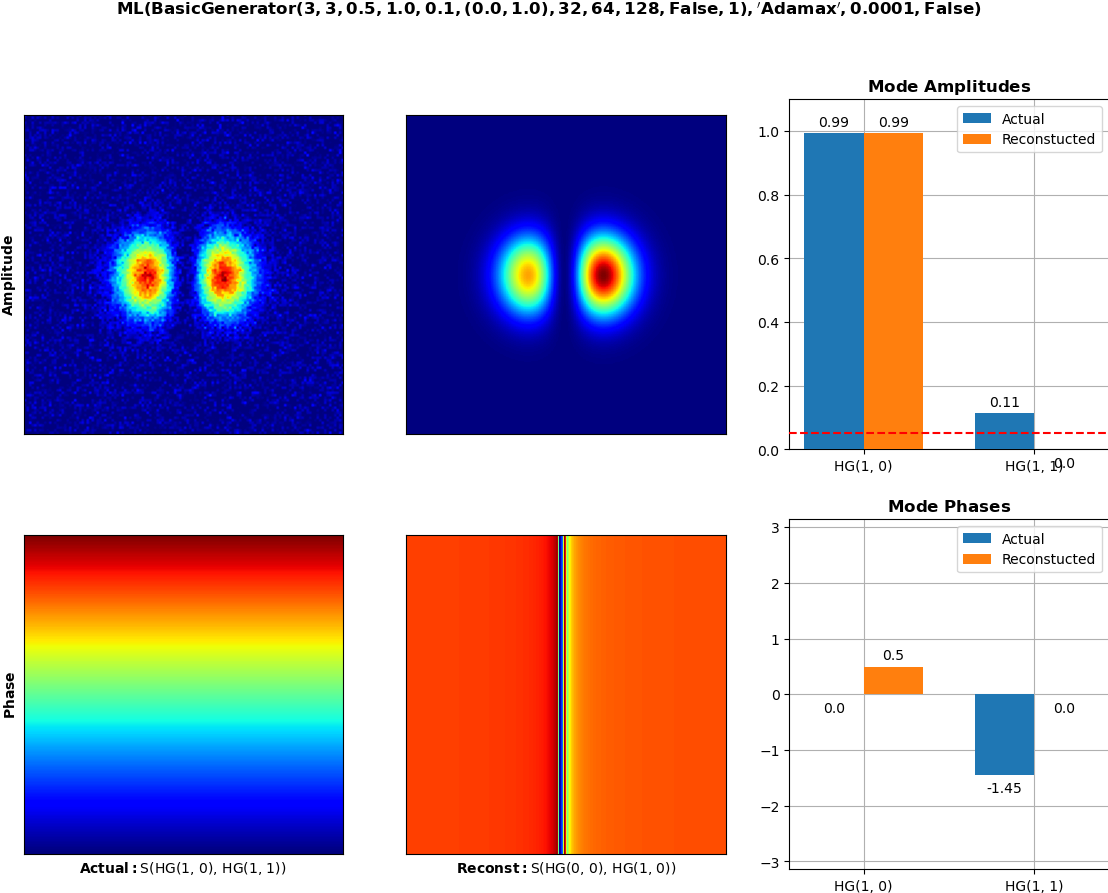 ML(BasicGenerator(3, 3, 0.5, 1.0, 0.1, (0.0, 1.0), 32, 64, 128, False, 1), ′Adamax′, 0.0001, False)
Amplitude
Mode Amplitudes
Actual
Reconstucted
0.99
0.99
0.11
0.0
1.0
0.8
0.6
0.4
0.2
0.0
HG(1, 0)
HG(1, 1)
Phase
Actual: S(HG(1, 0), HG(1, 1))
Reconst: S(HG(0, 0), HG(1, 0))
Mode Phases
Actual
Reconstucted
0.0
0.5
-1.45
0.0
3
2
1
0
−1
−2
−3
HG(1, 0)
HG(1, 1)